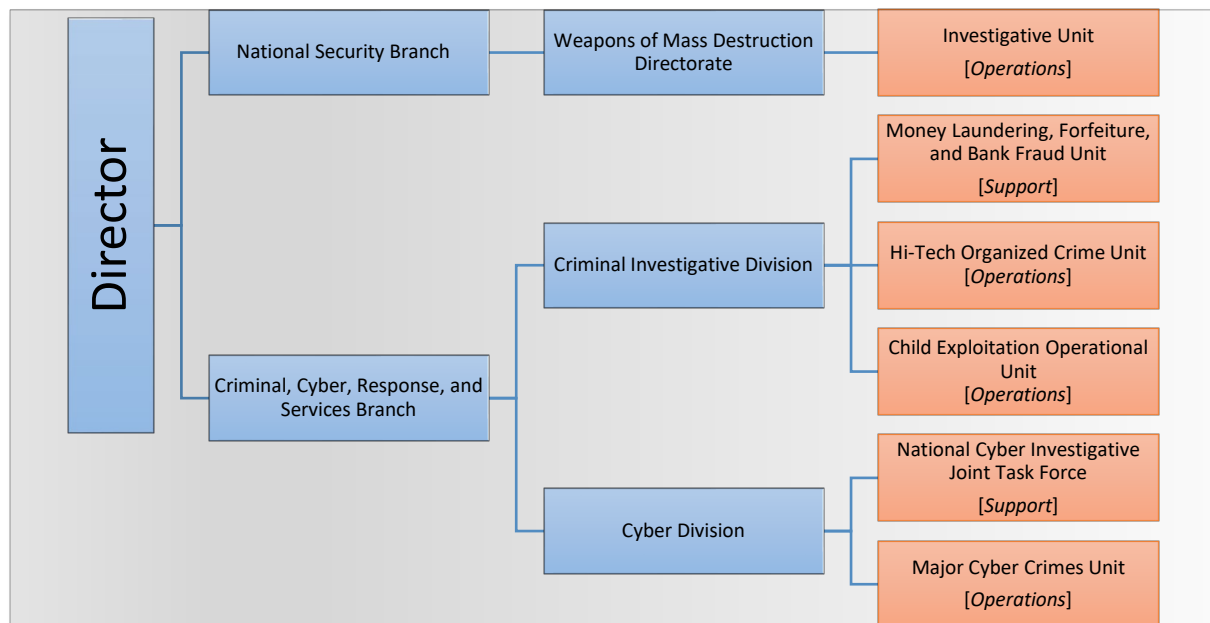 Director
National Security Branch
Weapons of Mass Destruction
Directorate
Investigative Unit
[Operations]
Money Laundering, Forfeiture,
and Bank Fraud Unit
[Support]
Criminal Investigative Division
Hi-Tech Organized Crime Unit
[Operations]
Child Exploitation Operational
Unit
[Operations]
Criminal, Cyber, Response, and
Services Branch
National Cyber Investigative
Joint Task Force
[Support]
Cyber Division
Major Cyber Crimes Unit
[Operations]